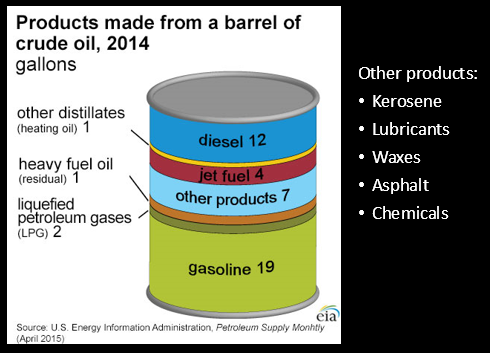 Products made from a barrel of
crude oil, 2014
gallons
other distillates
(heating oil) 1
diesel 12
heavy fuel oil
(residual) 1
jet fuel 4
other products 7
liquefied
petroleum gases
(LPG) 2
gasoline 19
eia
Source: U.S. Energy Information Administration, Petroleum Supply Monhtly
(April 2015)
Other products:
• Kerosene
• Lubricants
• Waxes
• Asphalt
• Chemicals